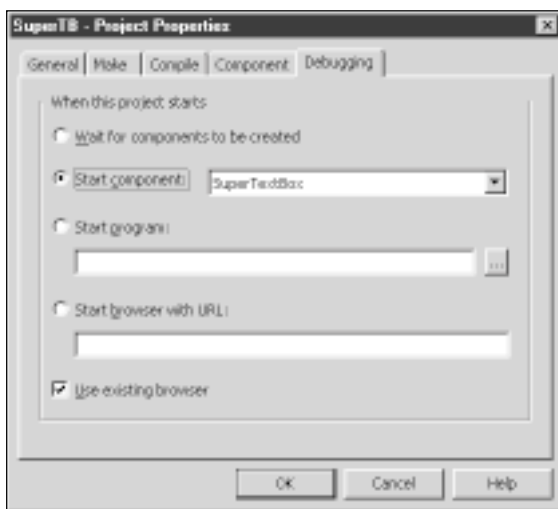 SuperTB - Project Properties
General Make Compile Component Debugging
When this project starts
Wait for components to be created
Start component: SuperTextBox
Start program:
...
Start browser with URL:
Use existing browser
OK Cancel Help